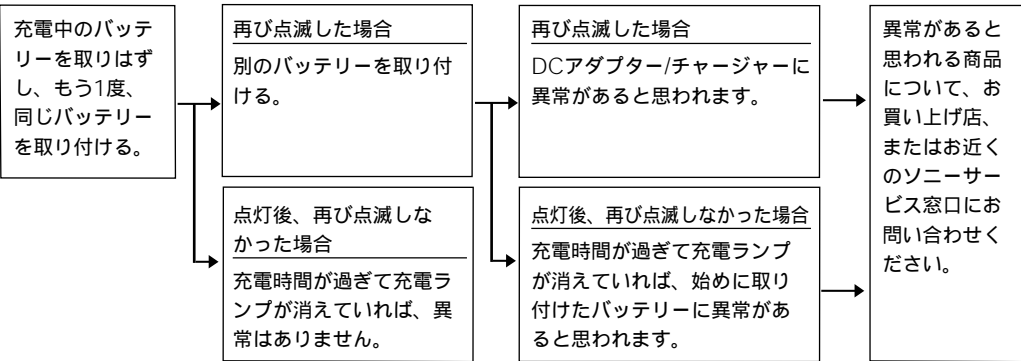 充電中のバッテ
リーを取りはず
し、もう1度、
同じバッテリー
を取り付ける。
再び点滅した場合
別のバッテリーを取り付
ける。
点灯後、再び点滅しな
かった場合
充電時間が過ぎて充電ラ
ンプが消えていれば、異
常はありません。
再び点滅した場合
DCアダプター/チャージャーに
異常があると思われます。
点灯後、再び点滅しなかった場合
充電時間が過ぎて充電ランプ
が消えていれば、始めに取り
付けたバッテリーに異常があ
ると思われます。
異常があると
思われる商品
について、お
買い上げ店、
またはお近く
のソニーサー
ビス窓口にお
問い合わせく
ださい。